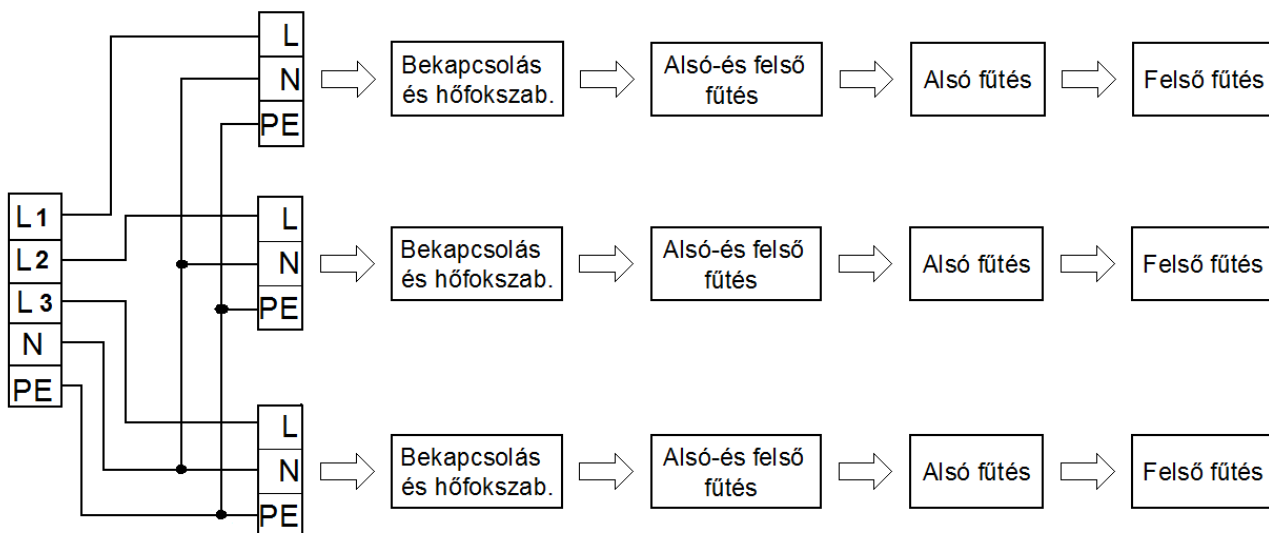 L1
L2
L3
N
PE
L
N
PE
Bekapcsolás
és hőfokszab.
Alsó-és felső
fűtés
Alsó fűtés
Felső fűtés
L
N
PE
Bekapcsolás
és hőfokszab.
Alsó-és felső
fűtés
Alsó fűtés
Felső fűtés
L
N
PE
Bekapcsolás
és hőfokszab.
Alsó-és felső
fűtés
Alsó fűtés
Felső fűtés